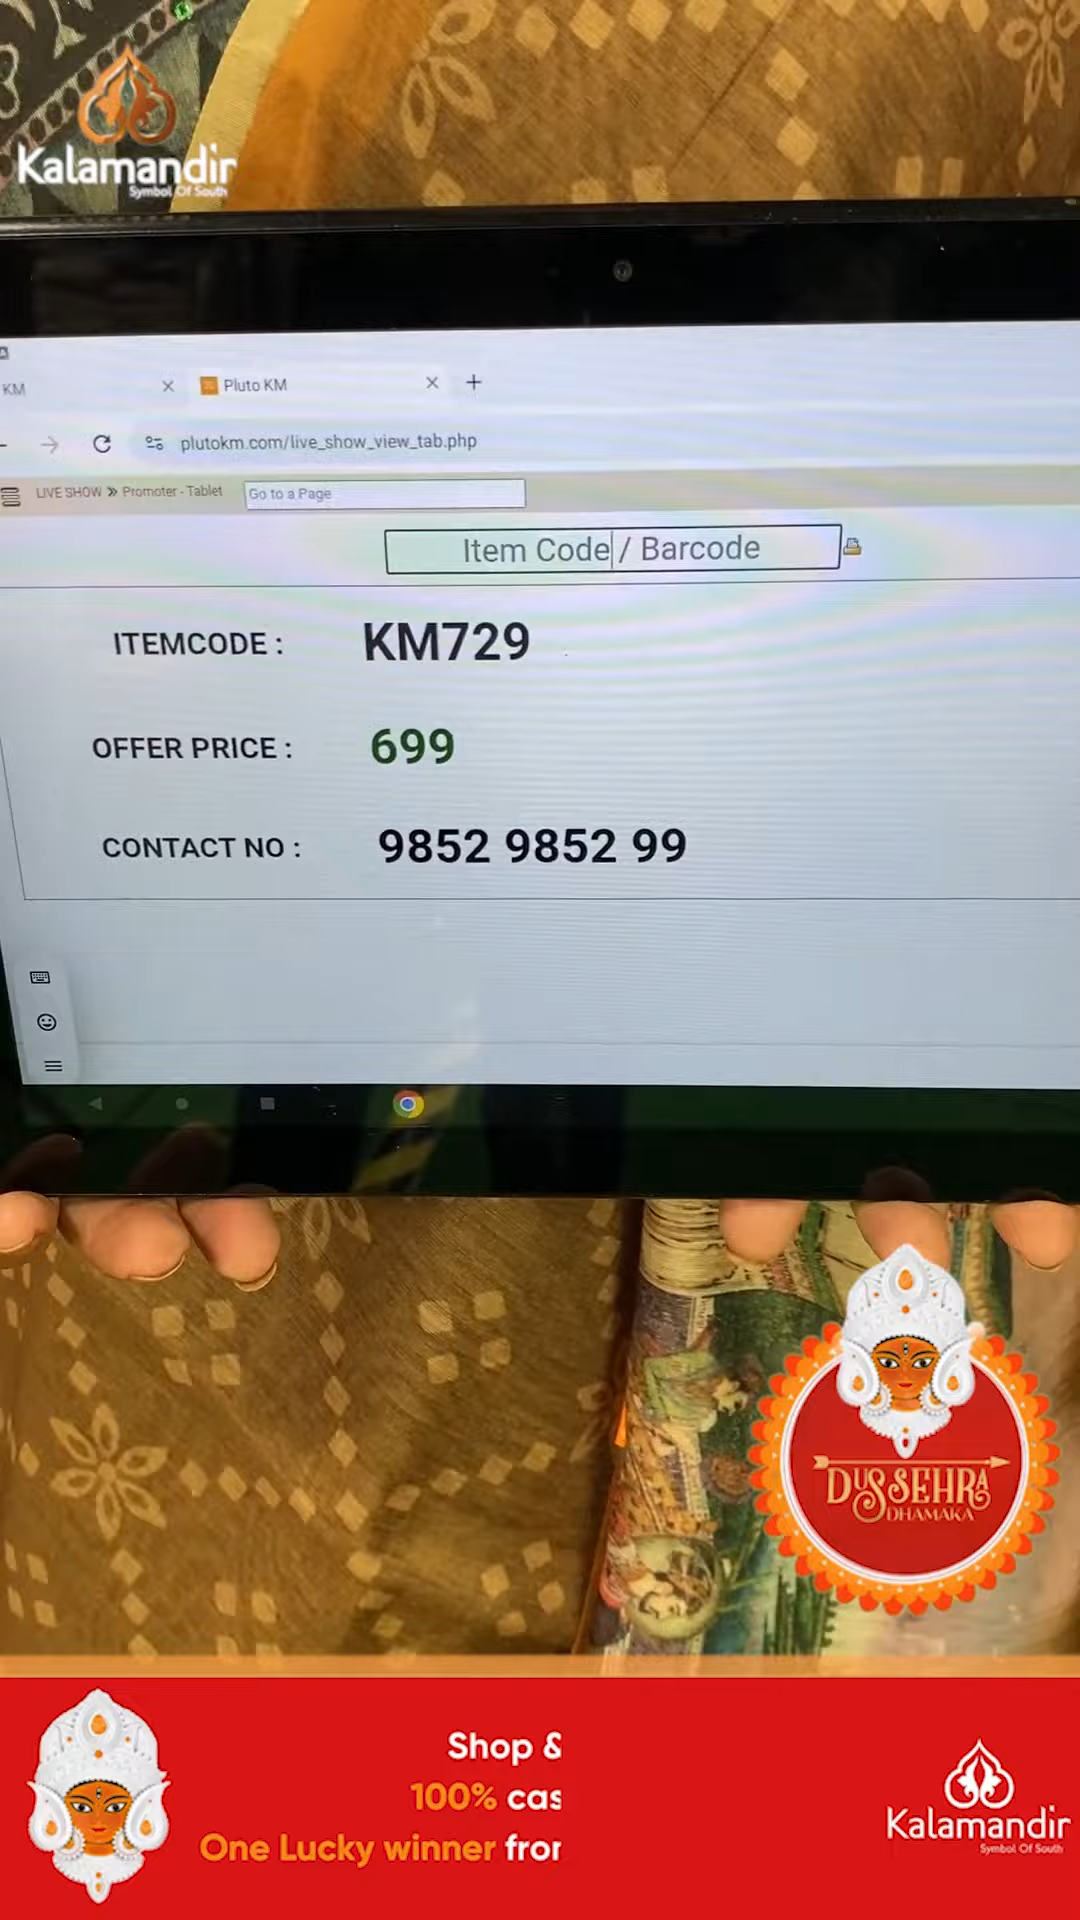 Kalamandir
Symbol Of South
KM
Pluto KM
plutokm.com/live_show_view_tab.php
LIVE SHOW » Promoter - Tablet
Go to a Page
Item Code / Barcode
ITEMCODE : KM729
OFFER PRICE : 699
CONTACT NO : 9852 9852 99
DUSSEHRA
DHAMAKA
Shop &
100% cas
One Lucky winner from
Kalamandir
Symbol Of South